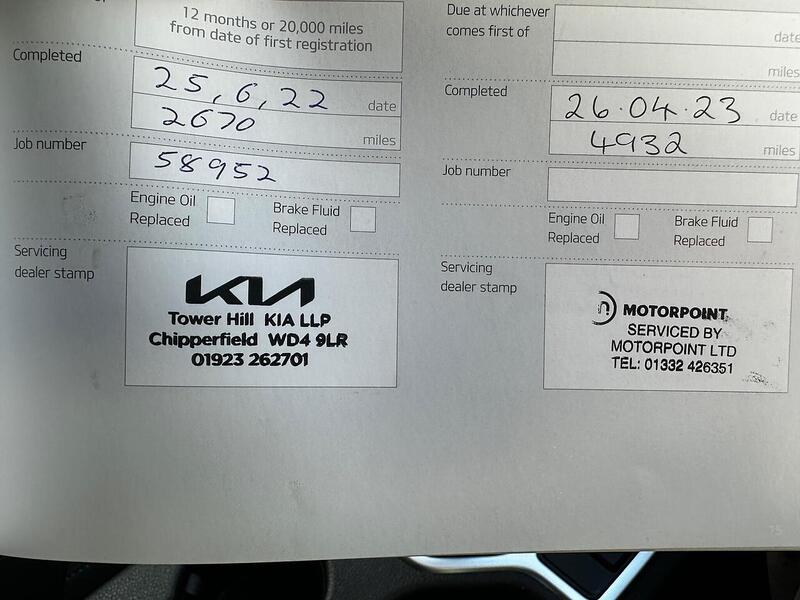 12 months or 20,000 miles
from date of first registration
Completed
25, 6, 22 date
2670 miles
Job number
58952
Engine Oil
Replaced
Brake Fluid
Replaced
Servicing
dealer stamp
KIA
Tower Hill KIA LLP
Chipperfield WD4 9LR
01923 262701
Due at whichever
comes first of
date
miles
Completed
26.04.23 date
4932 miles
Job number
Engine Oil
Replaced
Brake Fluid
Replaced
Servicing
dealer stamp
MOTORPOINT
SERVICED BY
MOTORPOINT LTD
TEL: 01332 426351